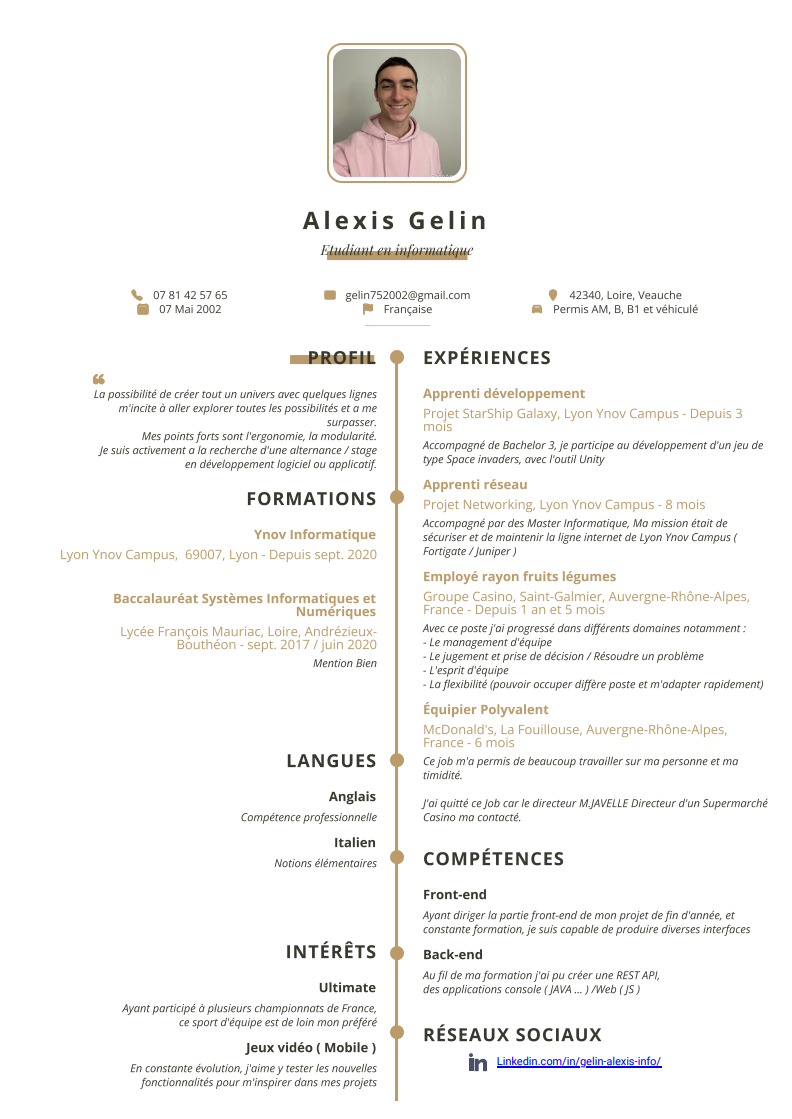 Alexis Gelin
Etudiant en informatique
07 81 42 57 65
gelin752002@gmail.com
42340, Loire, Veauche
07 Mai 2002
Française
Permis AM, B, B1 et véhiculé
PROFIL
La possibilité de créer tout un univers avec quelques lignes
m'incite à aller explorer toutes les possibilités et a me
surpasser.
Mes points forts sont l'ergonomie, la modularité.
Je suis activement a la recherche d'une alternance / stage
en développement logiciel ou applicatif.
FORMATIONS
Ynov Informatique
Lyon Ynov Campus,  69007, Lyon - Depuis sept. 2020
Baccalauréat Systèmes Informatiques et
Numériques
Lycée François Mauriac, Loire, Andrézieux-
Bouthéon - sept. 2017 / juin 2020
Mention Bien
LANGUES
Anglais
Compétence professionnelle
Italien
Notions élémentaires
INTÉRÊTS
Ultimate
Ayant participé à plusieurs championnats de France,
ce sport d'équipe est de loin mon préféré
Jeux vidéo ( Mobile )
En constante évolution, j'aime y tester les nouvelles
fonctionnalités pour m'inspirer dans mes projets
EXPÉRIENCES
Apprenti développement
Projet StarShip Galaxy, Lyon Ynov Campus - Depuis 3
mois
Accompagné de Bachelor 3, je participe au développement d'un jeu de
type Space invaders, avec l'outil Unity
Apprenti réseau
Projet Networking, Lyon Ynov Campus - 8 mois
Accompagné par des Master Informatique, Ma mission était de
sécuriser et de maintenir la ligne internet de Lyon Ynov Campus (
Fortigate / Juniper )
Employé rayon fruits légumes
Groupe Casino, Saint-Galmier, Auvergne-Rhône-Alpes,
France - Depuis 1 an et 5 mois
Avec ce poste j'ai progressé dans différents domaines notamment :
- Le management d'équipe
- Le jugement et prise de décision / Résoudre un problème
- L'esprit d'équipe
- La flexibilité (pouvoir occuper diffère poste et m'adapter rapidement)
Équipier Polyvalent
McDonald's, La Fouillouse, Auvergne-Rhône-Alpes,
France - 6 mois
Ce job m'a permis de beaucoup travailler sur ma personne et ma
timidité.
J'ai quitté ce Job car le directeur M.JAVELLE Directeur d'un Supermarché
Casino ma contacté.
COMPÉTENCES
Front-end
Ayant diriger la partie front-end de mon projet de fin d'année, et
constante formation, je suis capable de produire diverses interfaces
Back-end
Au fil de ma formation j'ai pu créer une REST API,
des applications console ( JAVA ... ) /Web ( JS )
RÉSEAUX SOCIAUX
Linkedin.com/in/gelin-alexis-info/